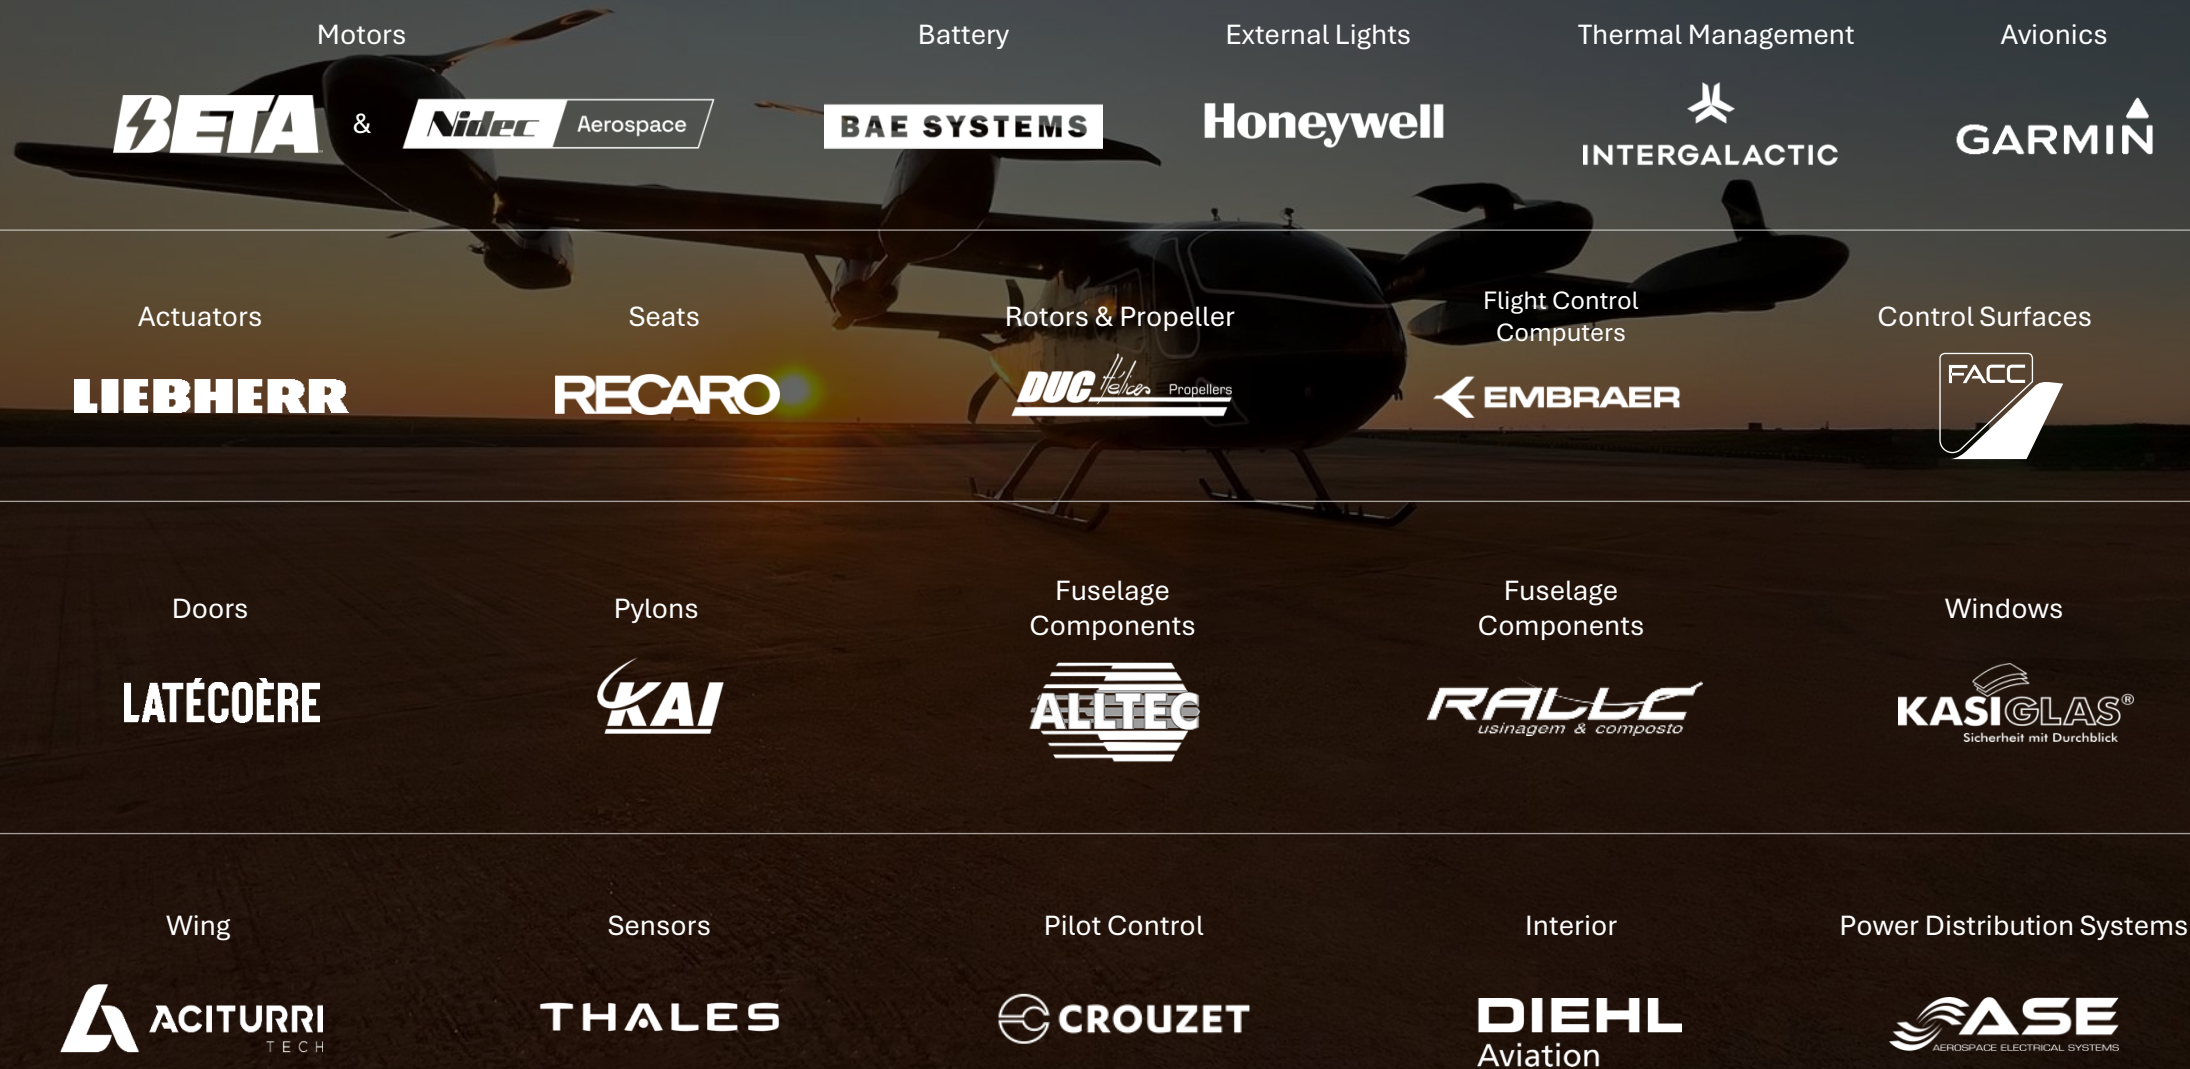 Motors
Battery
External Lights
Thermal Management
Avionics
BETA
&
Nidec Aerospace
BAE SYSTEMS
Honeywell
INTERGALACTIC
GARMIN
Actuators
Seats
Rotors & Propeller
Flight Control
Computers
Control Surfaces
LIEBHERR
RECARO
DUC Hélices Propellers
EMBRAER
FACC
Doors
Pylons
Fuselage
Components
Fuselage
Components
Windows
LATÉCOÈRE
KAI
ALLTEC
RALLC
usinagem & composto
KASIGLAS®
Sicherheit mit Durchblick
Wing
Sensors
Pilot Control
Interior
Power Distribution Systems
ACITURRI
TECH
THALES
CROUZET
DIEHL
Aviation
ASE
AEROSPACE ELECTRICAL SYSTEMS